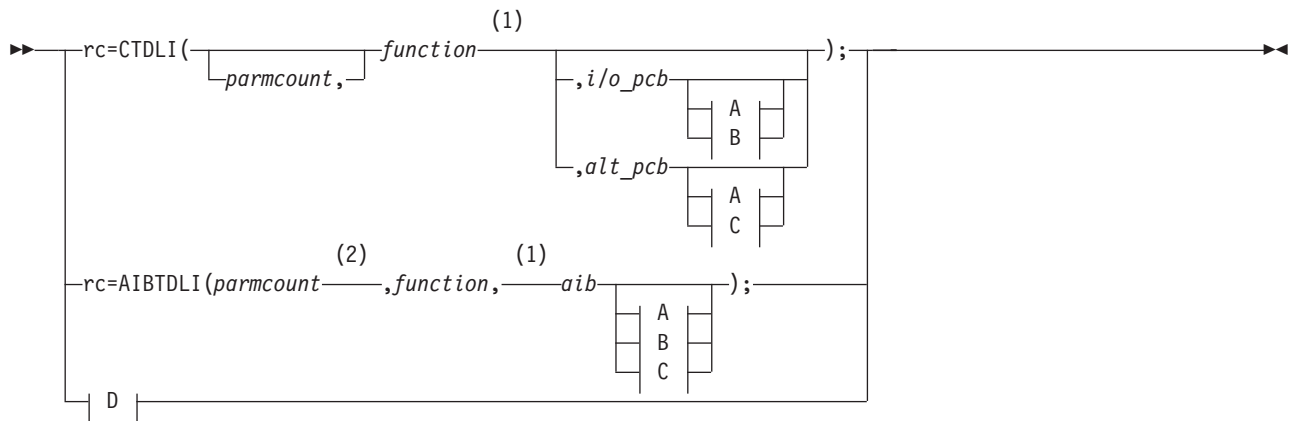 (1)
rc=CTDLI( function );
parmcount, ,i/o_pcb
A
B
,alt_pcb
A
C
(2) (1)
rc=AIBTDLI(parmcount ,function, aib );
A
B
C
D